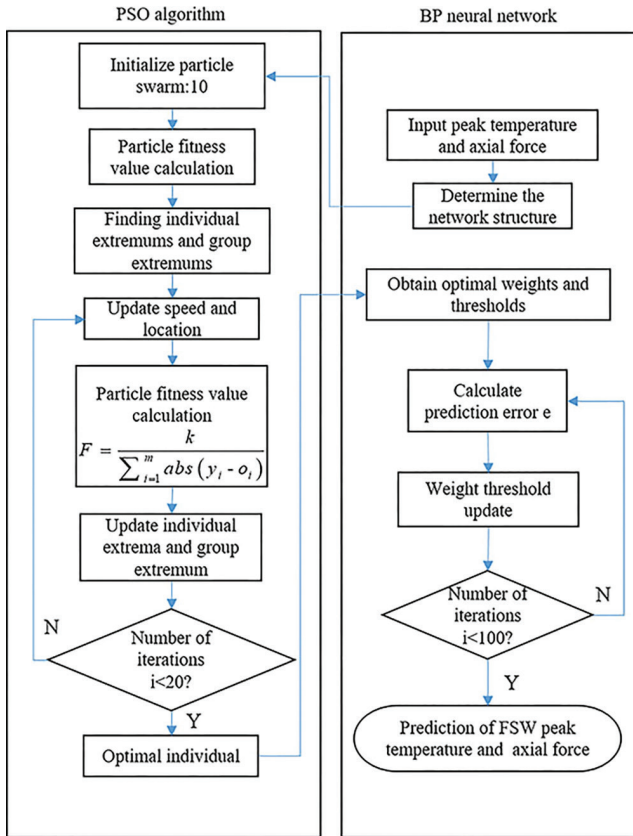 PSO algorithm
Initialize particle
swarm:10
Particle fitness
value calculation
Finding individual
extremums and group
extremums
Update speed and
location
Particle fitness value
calculation
F = k / ∑ᵢ₌₁ᵐ abs (yᵢ - oᵢ)
Update individual
extrema and group
extremum
N
Number of
iterations
i<20?
Y
Optimal individual
BP neural network
Input peak temperature
and axial force
Determine the
network structure
Obtain optimal weights and
thresholds
Calculate
prediction error e
Weight threshold
update
Number of
iterations
i<100?
N
Y
Prediction of FSW peak
temperature and axial force